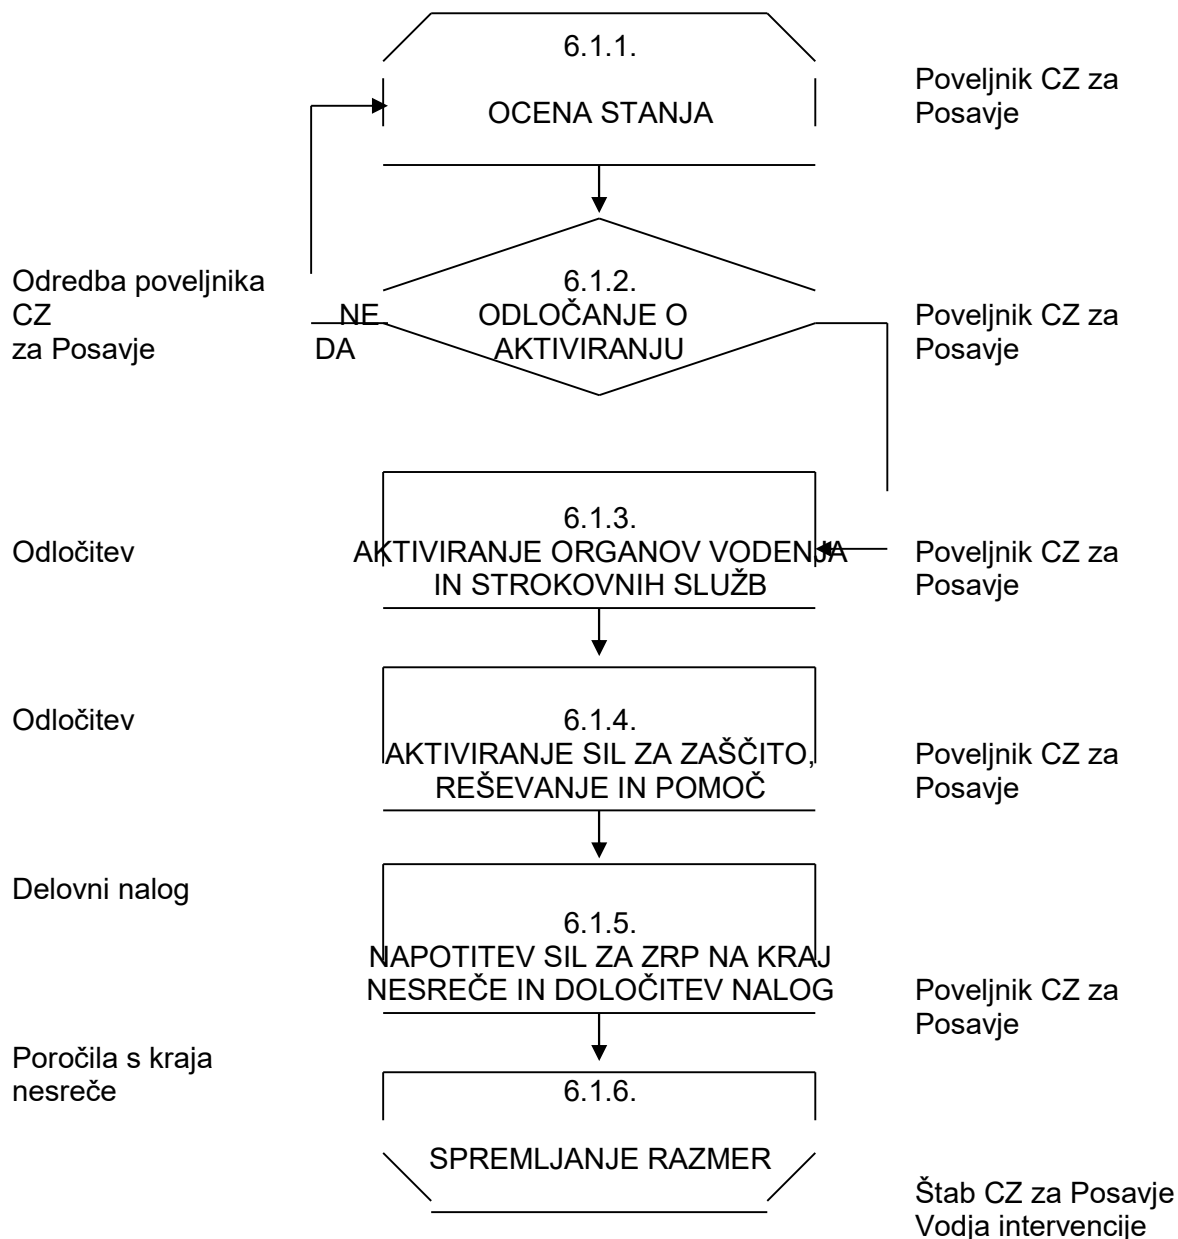 6.1.1.
OCENA STANJA
Poveljnik CZ za
Posavje
Odredba poveljnika
CZ
za Posavje
NE
DA
6.1.2.
ODLOČANJE O
AKTIVIRANJU
Poveljnik CZ za
Posavje
Odločitev
6.1.3.
AKTIVIRANJE ORGANOV VODENJA
IN STROKOVNIH SLUŽB
Poveljnik CZ za
Posavje
Odločitev
6.1.4.
AKTIVIRANJE SIL ZA ZAŠČITO,
REŠEVANJE IN POMOČ
Poveljnik CZ za
Posavje
Delovni nalog
6.1.5.
NAPOTITEV SIL ZA ZRP NA KRAJ
NESREČE IN DOLOČITEV NALOG
Poveljnik CZ za
Posavje
Poročila s kraja
nesreče
6.1.6.
SPREMLJANJE RAZMER
Štab CZ za Posavje
Vodja intervencije